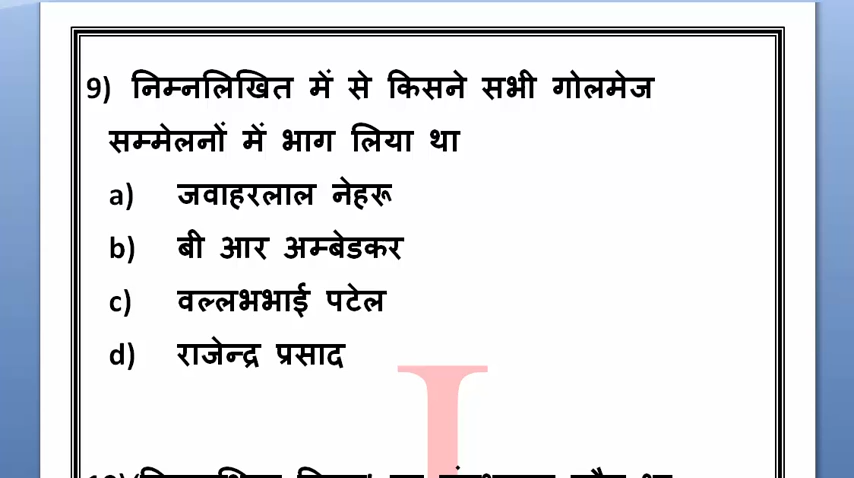 9) निम्नलिखित में से किसने सभी गोलमेज
सम्मेलनों में भाग लिया था
a) जवाहरलाल नेहरू
b) बी आर अम्बेडकर
c) वल्लभभाई पटेल
d) राजेन्द्र प्रसाद